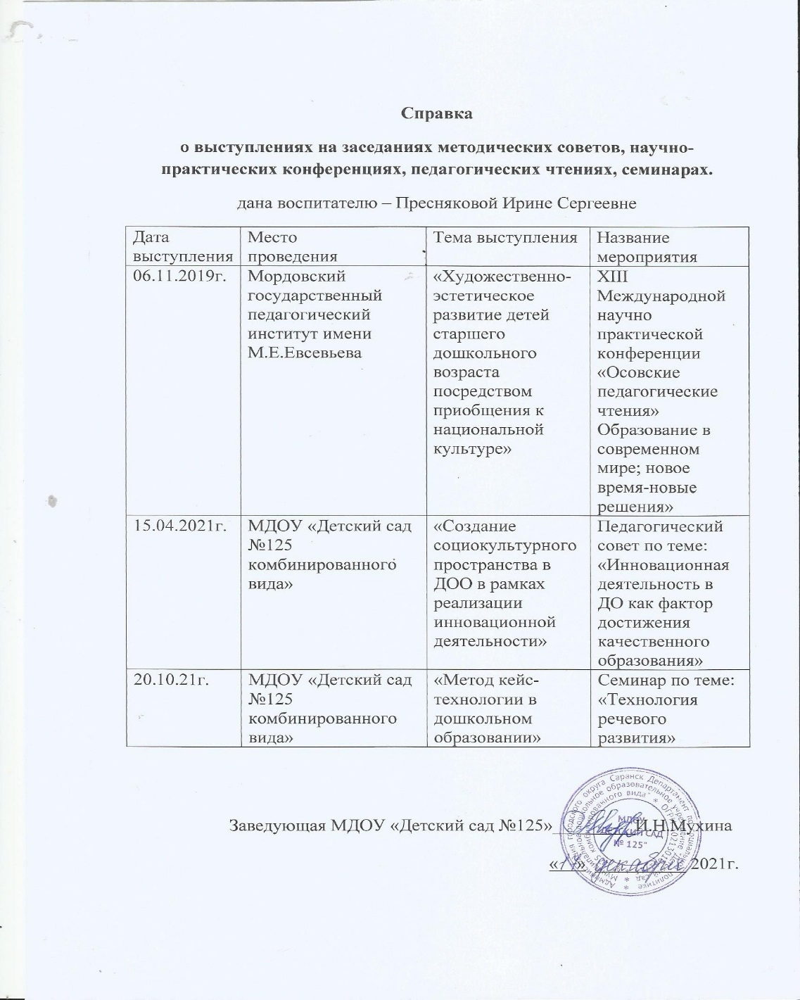 Справка
о выступлениях на заседаниях методических советов, научно-
практических конференциях, педагогических чтениях, семинарах.
дана воспитателю – Пресняковой Ирине Сергеевне
Дата
выступления
Место
проведения
Тема выступления
Название
мероприятия
06.11.2019г.
Мордовский
государственный
педагогический
институт имени
М.Е.Евсевьева
«Художественно-
эстетическое
развитие детей
старшего
дошкольного
возраста
посредством
приобщения к
национальной
культуре»
XIII
Международной
научно
практической
конференции
«Осовские
педагогические
чтения»
Образование в
современном
мире; новое
время-новые
решения»
15.04.2021г.
МДОУ «Детский сад
№125
комбинированного
вида»
«Создание
социокультурного
пространства в
ДОО в рамках
реализации
инновационной
деятельности»
Педагогический
совет по теме:
«Инновационная
деятельность в
ДО как фактор
достижения
качественного
образования»
20.10.21г.
МДОУ «Детский сад
№125
комбинированного
вида»
«Метод кейс-
технологии в
дошкольном
образовании»
Семинар по теме:
«Технология
речевого
развития»
Заведующая МДОУ «Детский сад №125» И.Н.Мухина
декабря 2021г.
МДОУ
САД
№ 125"